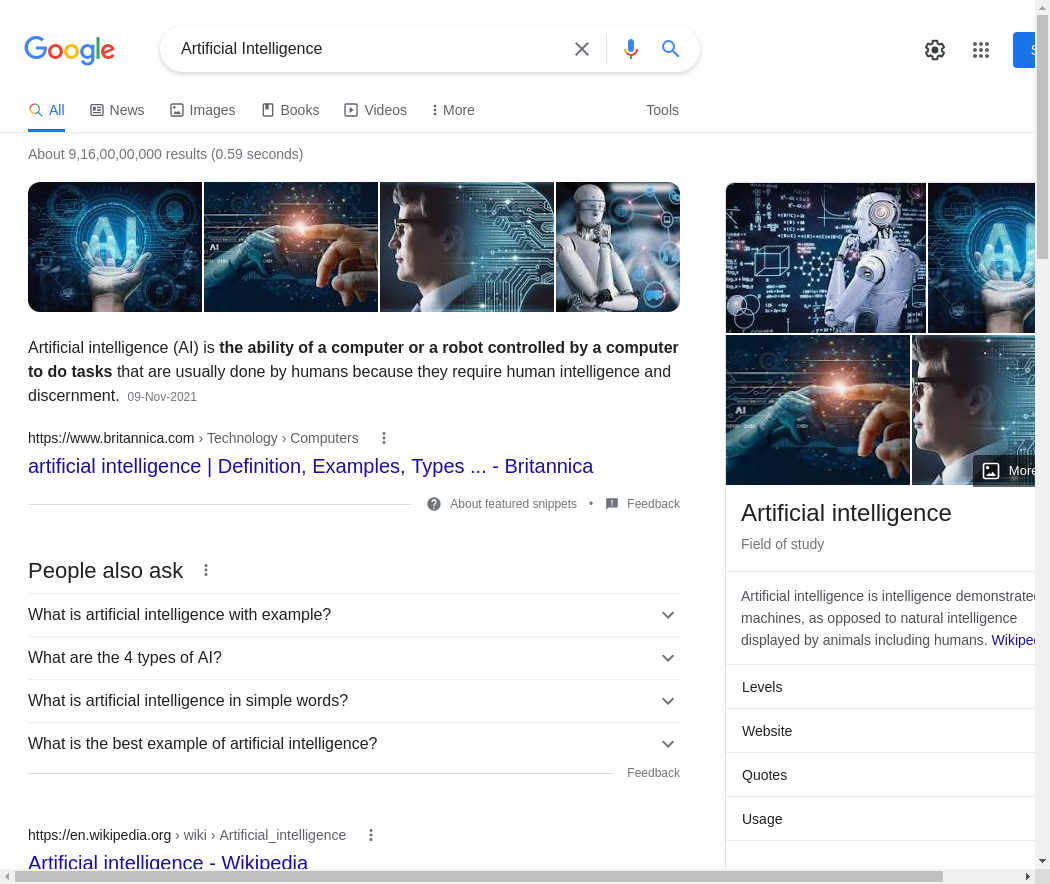 Google
Artificial Intelligence
All
News
Images
Books
Videos
More
Tools
About 9,16,00,00,000 results (0.59 seconds)
AI
AI
Artificial intelligence (AI) is the ability of a computer or a robot controlled by a computer
to do tasks that are usually done by humans because they require human intelligence and
discernment. 09-Nov-2021
https://www.britannica.com › Technology › Computers
artificial intelligence | Definition, Examples, Types ... - Britannica
About featured snippets • Feedback
People also ask
What is artificial intelligence with example?
What are the 4 types of AI?
What is artificial intelligence in simple words?
What is the best example of artificial intelligence?
Feedback
https://en.wikipedia.org › wiki › Artificial_intelligence
Artificial intelligence - Wikipedia
AI
AI
More
Artificial intelligence
Field of study
Artificial intelligence is intelligence demonstrated
machines, as opposed to natural intelligence
displayed by animals including humans. Wikipe
Levels
Website
Quotes
Usage